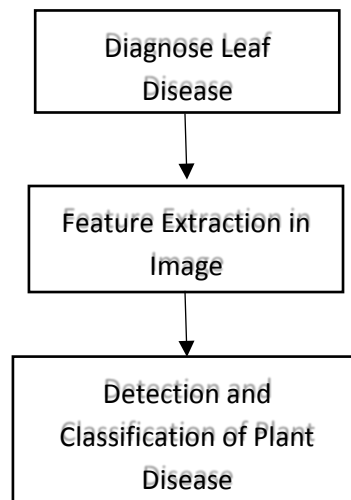 Diagnose Leaf
Disease
Feature Extraction in
Image
Detection and
Classification of Plant
Disease